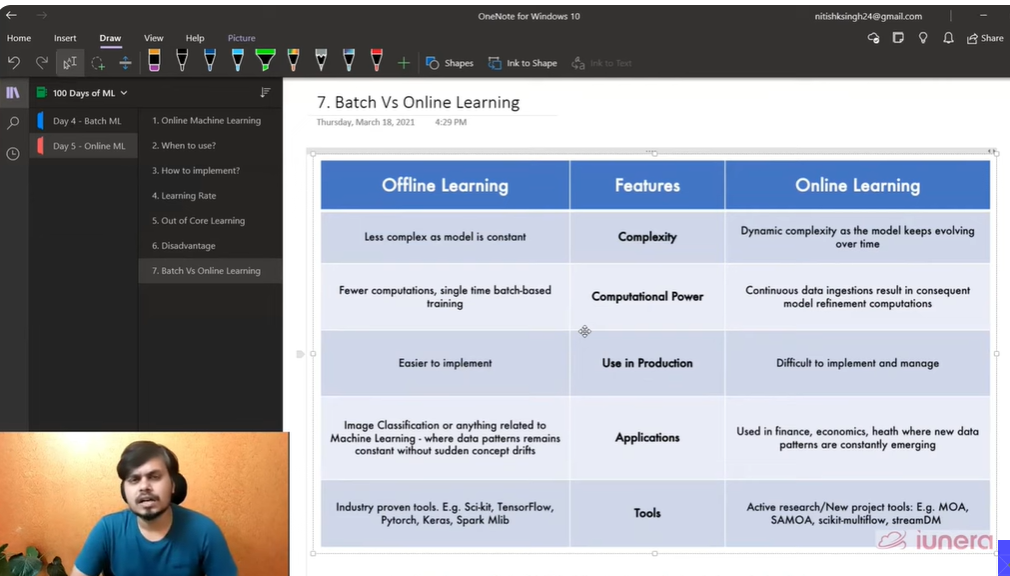 OneNote for Windows 10
nitishksingh24@gmail.com
Home Insert Draw View Help Picture
Share
Shapes Ink to Shape Ink to Text
100 Days of ML
Day 4 - Batch ML
Day 5 - Online ML
1. Online Machine Learning
2. When to use?
3. How to implement?
4. Learning Rate
5. Out of Core Learning
6. Disadvantage
7. Batch Vs Online Learning
7. Batch Vs Online Learning
Thursday, March 18, 2021 4:29 PM
Offline Learning Features Online Learning
Less complex as model is constant
Complexity
Dynamic complexity as the model keeps evolving
over time
Fewer computations, single time batch-based
training
Computational Power
Continuous data ingestions result in consequent
model refinement computations
Easier to implement
Use in Production
Difficult to implement and manage
Image Classification or anything related to
Machine Learning - where data patterns remains
constant without sudden concept drifts
Applications
Used in finance, economics, heath where new data
patterns are constantly emerging
Industry proven tools. E.g. Sci-kit, TensorFlow,
Pytorch, Keras, Spark Mlib
Tools
Active research/New project tools: E.g. MOA,
SAMOA, scikit-multiflow, streamDM
iunera